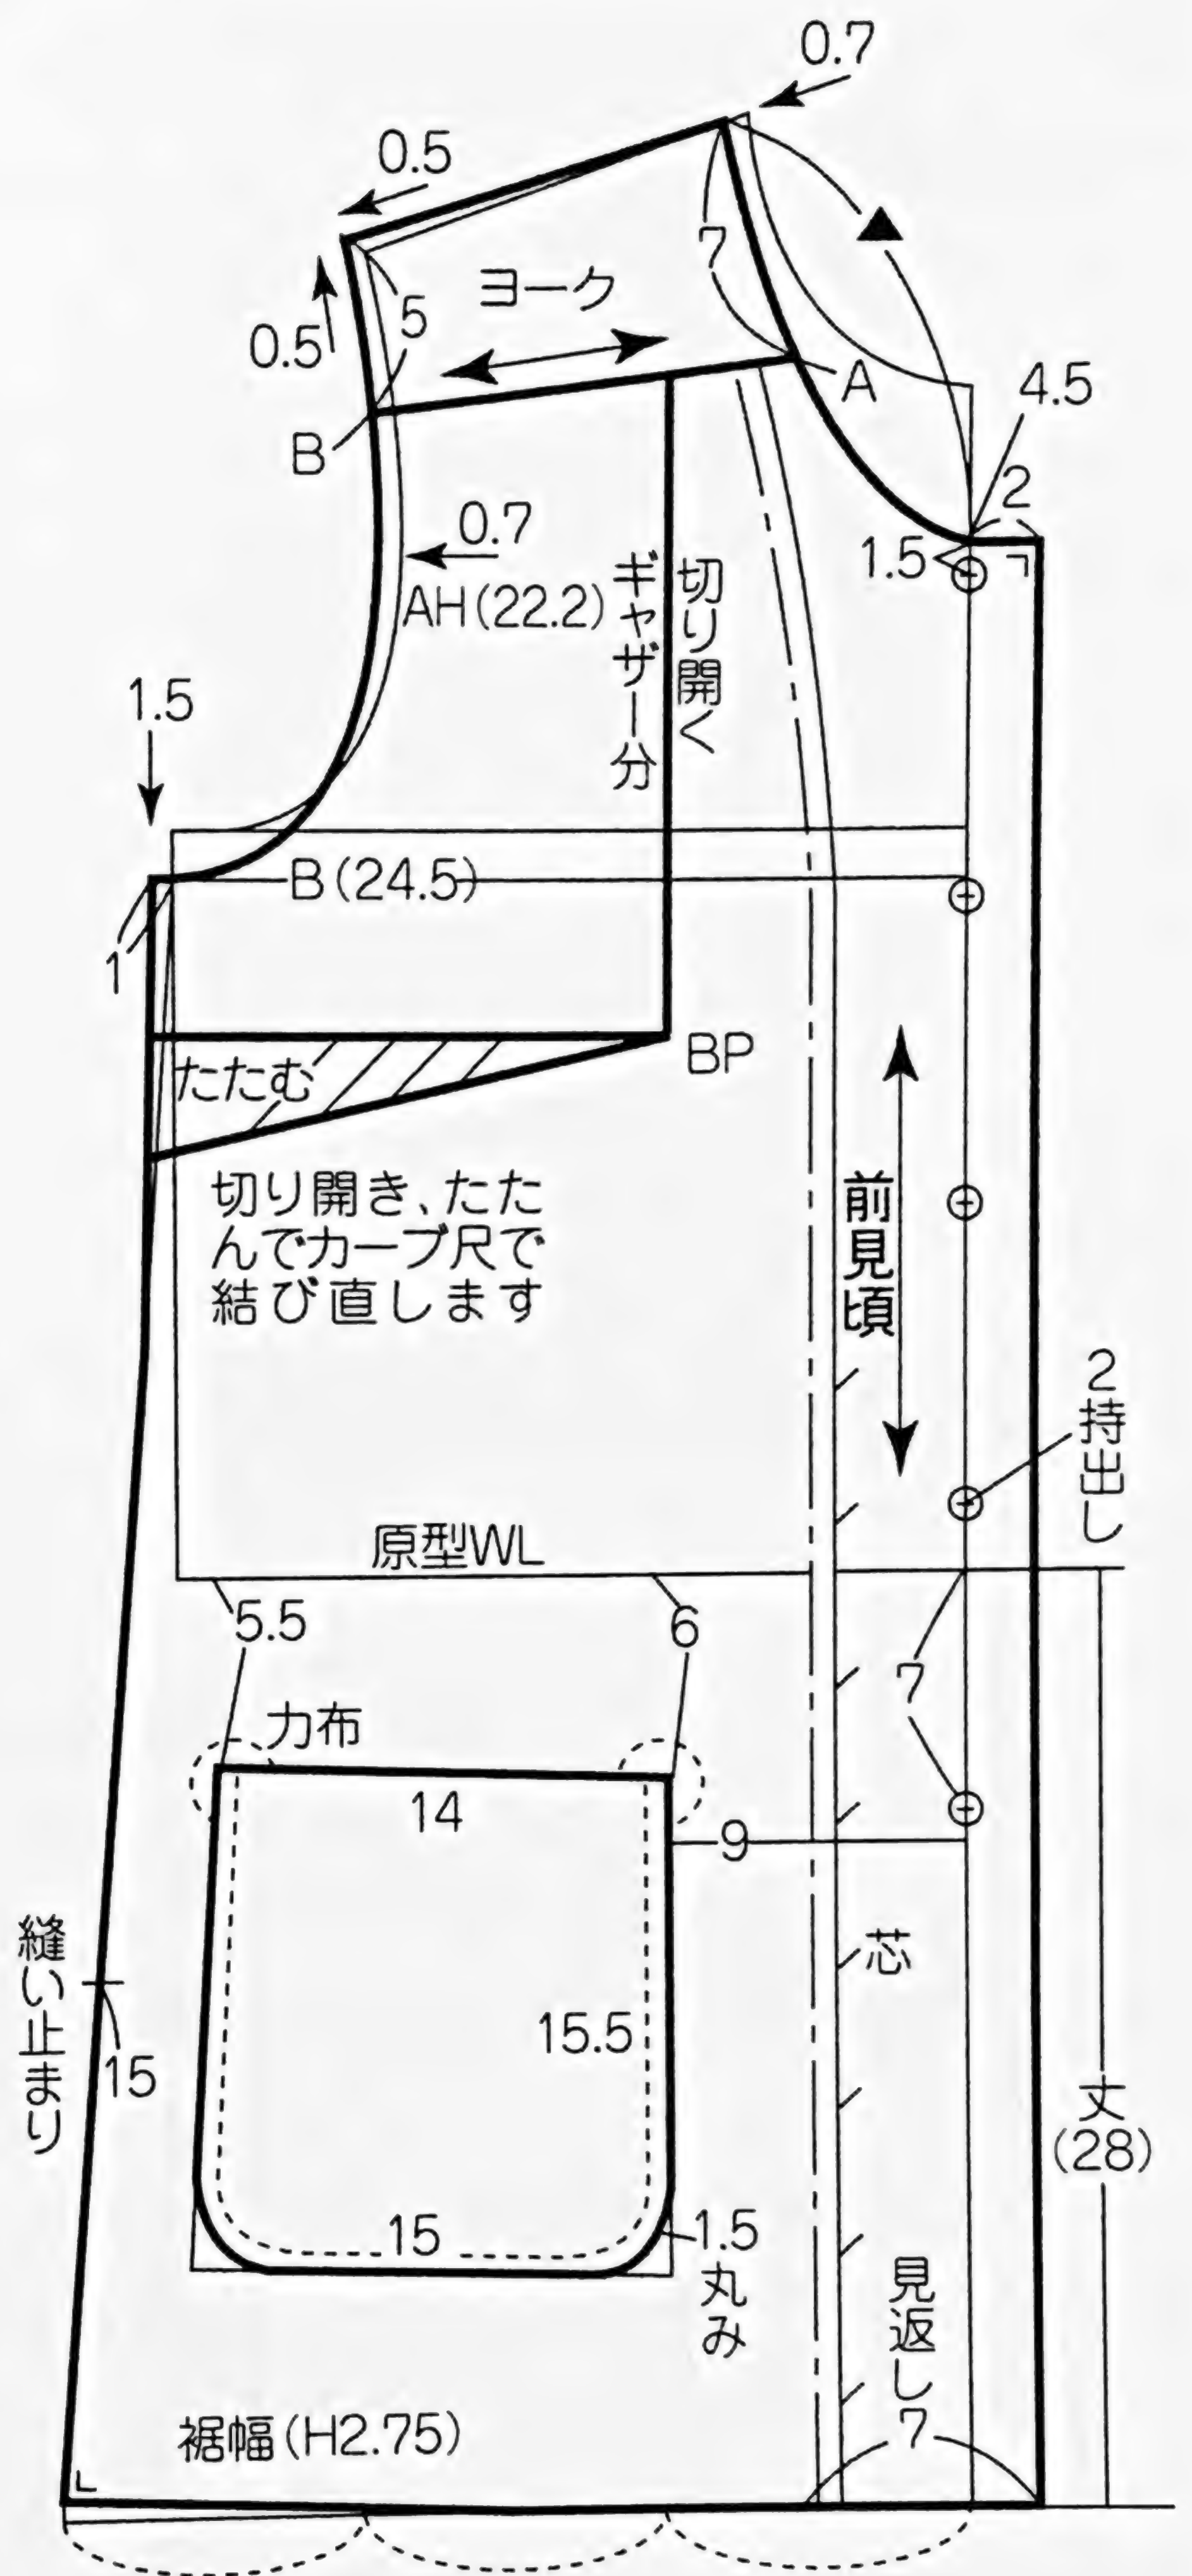 0.7
0.5
7
ヨーク
5
0.5
A
4.5
B
2
0.7
1.5
AH(22.2)
ギャザー分
切り開く
1.5
B(24.5)
1
BP
たたむ
切り開き、たた
んでカーブ尺で
結び直します
前見頃
2
持出し
原型WL
5.5
6
7
力布
14
9
縫い止まり
芯
15
15.5
丈
(28)
15
1.5
丸み
見返し
7
裾幅(H2.75)